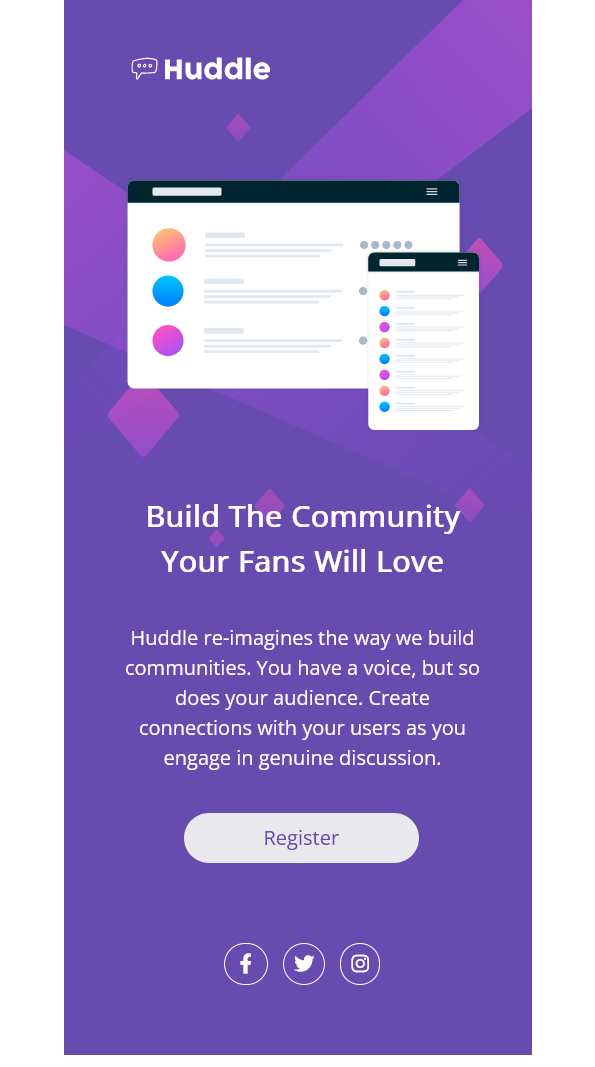 Huddle
Build The Community
Your Fans Will Love
Huddle re-imagines the way we build
communities. You have a voice, but so
does your audience. Create
connections with your users as you
engage in genuine discussion.
Register